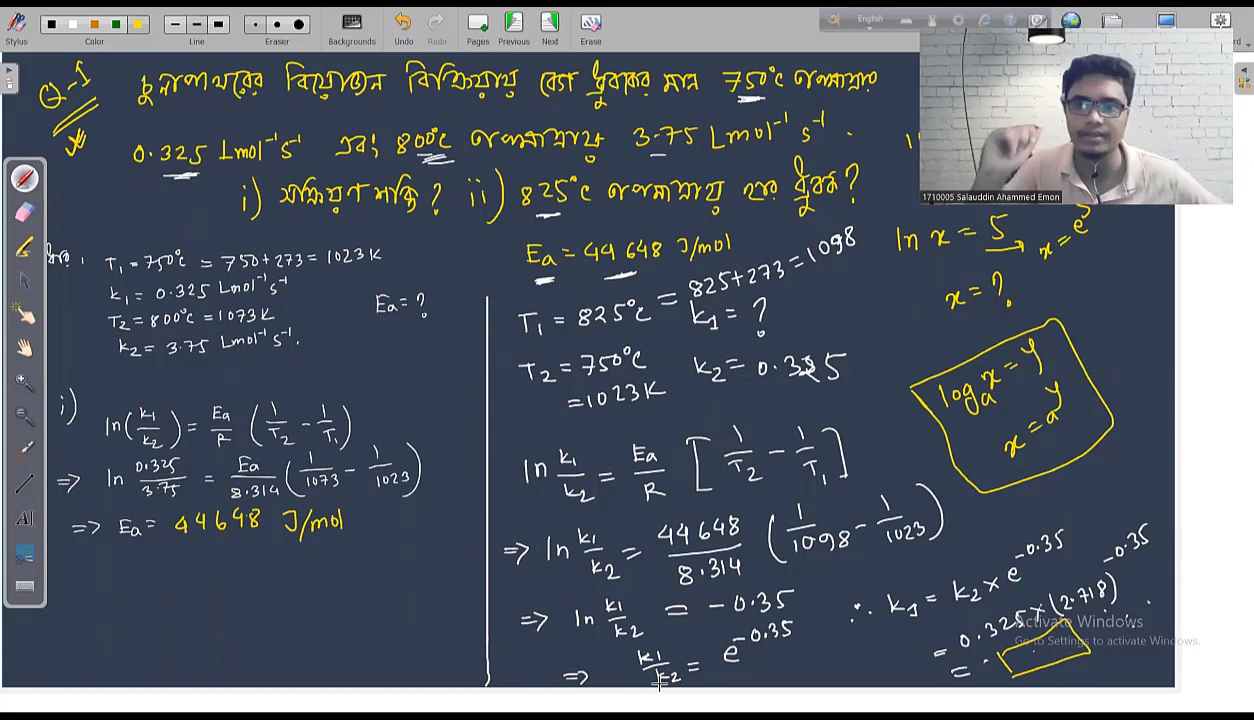 Stylus Color Line Eraser Backgrounds Undo Redo Pages Previous Next Erase
English
1710005 Salauddin Ahammed Emon
Q-1
চুনাপাথরের বিয়োজন বিক্রিয়ায় বেগ ধ্রুবকের মান 750°C তাপমাত্রায়
0.325 Lmol⁻¹s⁻¹ এবং 800°C তাপমাত্রায় 3.75 Lmol⁻¹ s⁻¹ .
i) সক্রিয়ণ শক্তি ? ii) 825°C তাপমাত্রায় হার ধ্রুবক ?
T₁ = 750°C = 750+273 = 1023K
k₁ = 0.325 Lmol⁻¹s⁻¹
T₂ = 800°C = 1073K
k₂ = 3.75 Lmol⁻¹ s⁻¹.
Ea = ?
i) ln(k₁/k₂) = Ea/R (1/T₂ - 1/T₁)
=> ln 0.325/3.75 = Ea/8.314 (1/1073 - 1/1023)
=> Ea = 44648 J/mol
Ea = 44648 J/mol
T₁ = 825°C = 825+273 = 1098
k₁ = ?
T₂ = 750°C k₂ = 0.325
= 1023K
ln k₁/k₂ = Ea/R [1/T₂ - 1/T₁]
=> ln k₁/k₂ = 44648/8.314 (1/1098 - 1/1023)
=> ln k₁/k₂ = -0.35
=> k₁/k₂ = e^-0.35
∴ k₁ = k₂ × e^-0.35
= 0.325 × (2.718)^-0.35
=
ln x = 5 → x = e⁵
x = ?
logₐx = y
x = a^y
Activate Windows
Go to Settings to activate Windows.